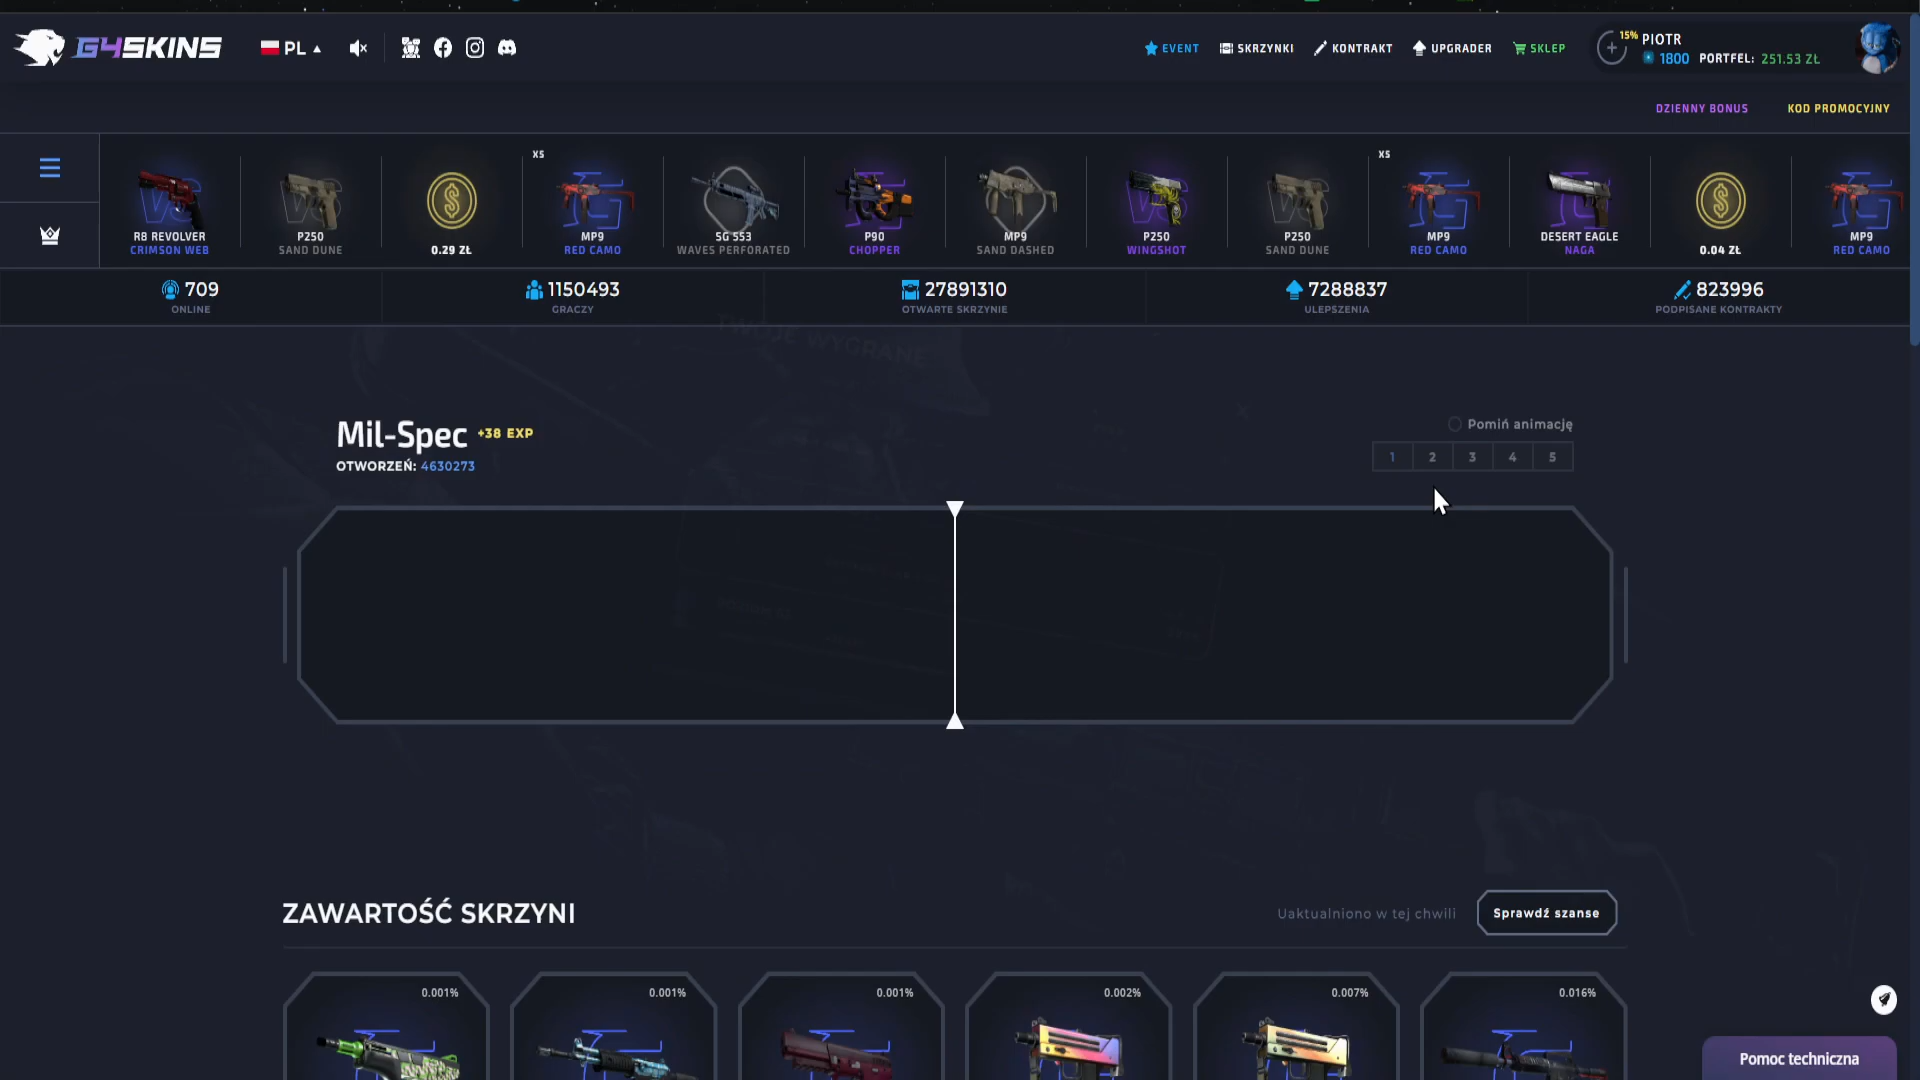 G4SKINS
PL
EVENT
SKRZYNKI
KONTRAKT
UPGRADER
SKLEP
15%
PIOTR
1800 PORTFEL: 251.53 ZŁ
DZIENNY BONUS
KOD PROMOCYJNY
R8 REVOLVER
CRIMSON WEB
P250
SAND DUNE
0.29 ZŁ
X5
MP9
RED CAMO
SG 553
WAVES PERFORATED
P90
CHOPPER
MP9
SAND DASHED
P250
WINGSHOT
P250
SAND DUNE
X5
MP9
RED CAMO
DESERT EAGLE
NAGA
0.04 ZŁ
MP9
RED CAMO
709
ONLINE
1150493
GRACZY
27891310
OTWARTE SKRZYNIE
7288837
ULEPSZENIA
823996
PODPISANE KONTRAKTY
TWOJE WYGRANE
Mil-Spec +38 EXP
OTWORZEŃ: 4630273
Pomiń animację
1 2 3 4 5
ZAWARTOŚĆ SKRZYNI
Uaktualniono w tej chwili
Sprawdź szanse
0.001%
0.001%
0.001%
0.002%
0.007%
0.016%
Pomoc techniczna